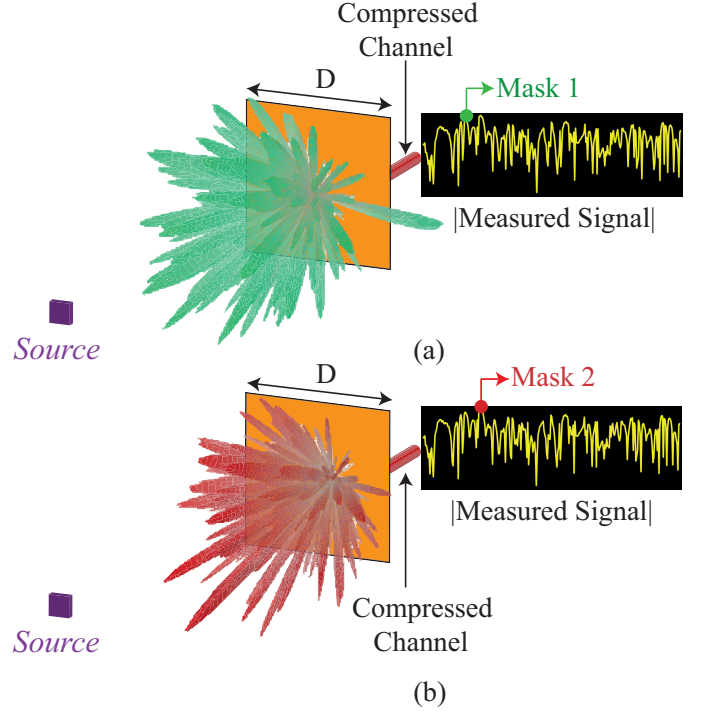 Compressed
Channel
D
Mask 1
|Measured Signal|
Source
(a)
D
Mask 2
|Measured Signal|
Source
Compressed
Channel
(b)